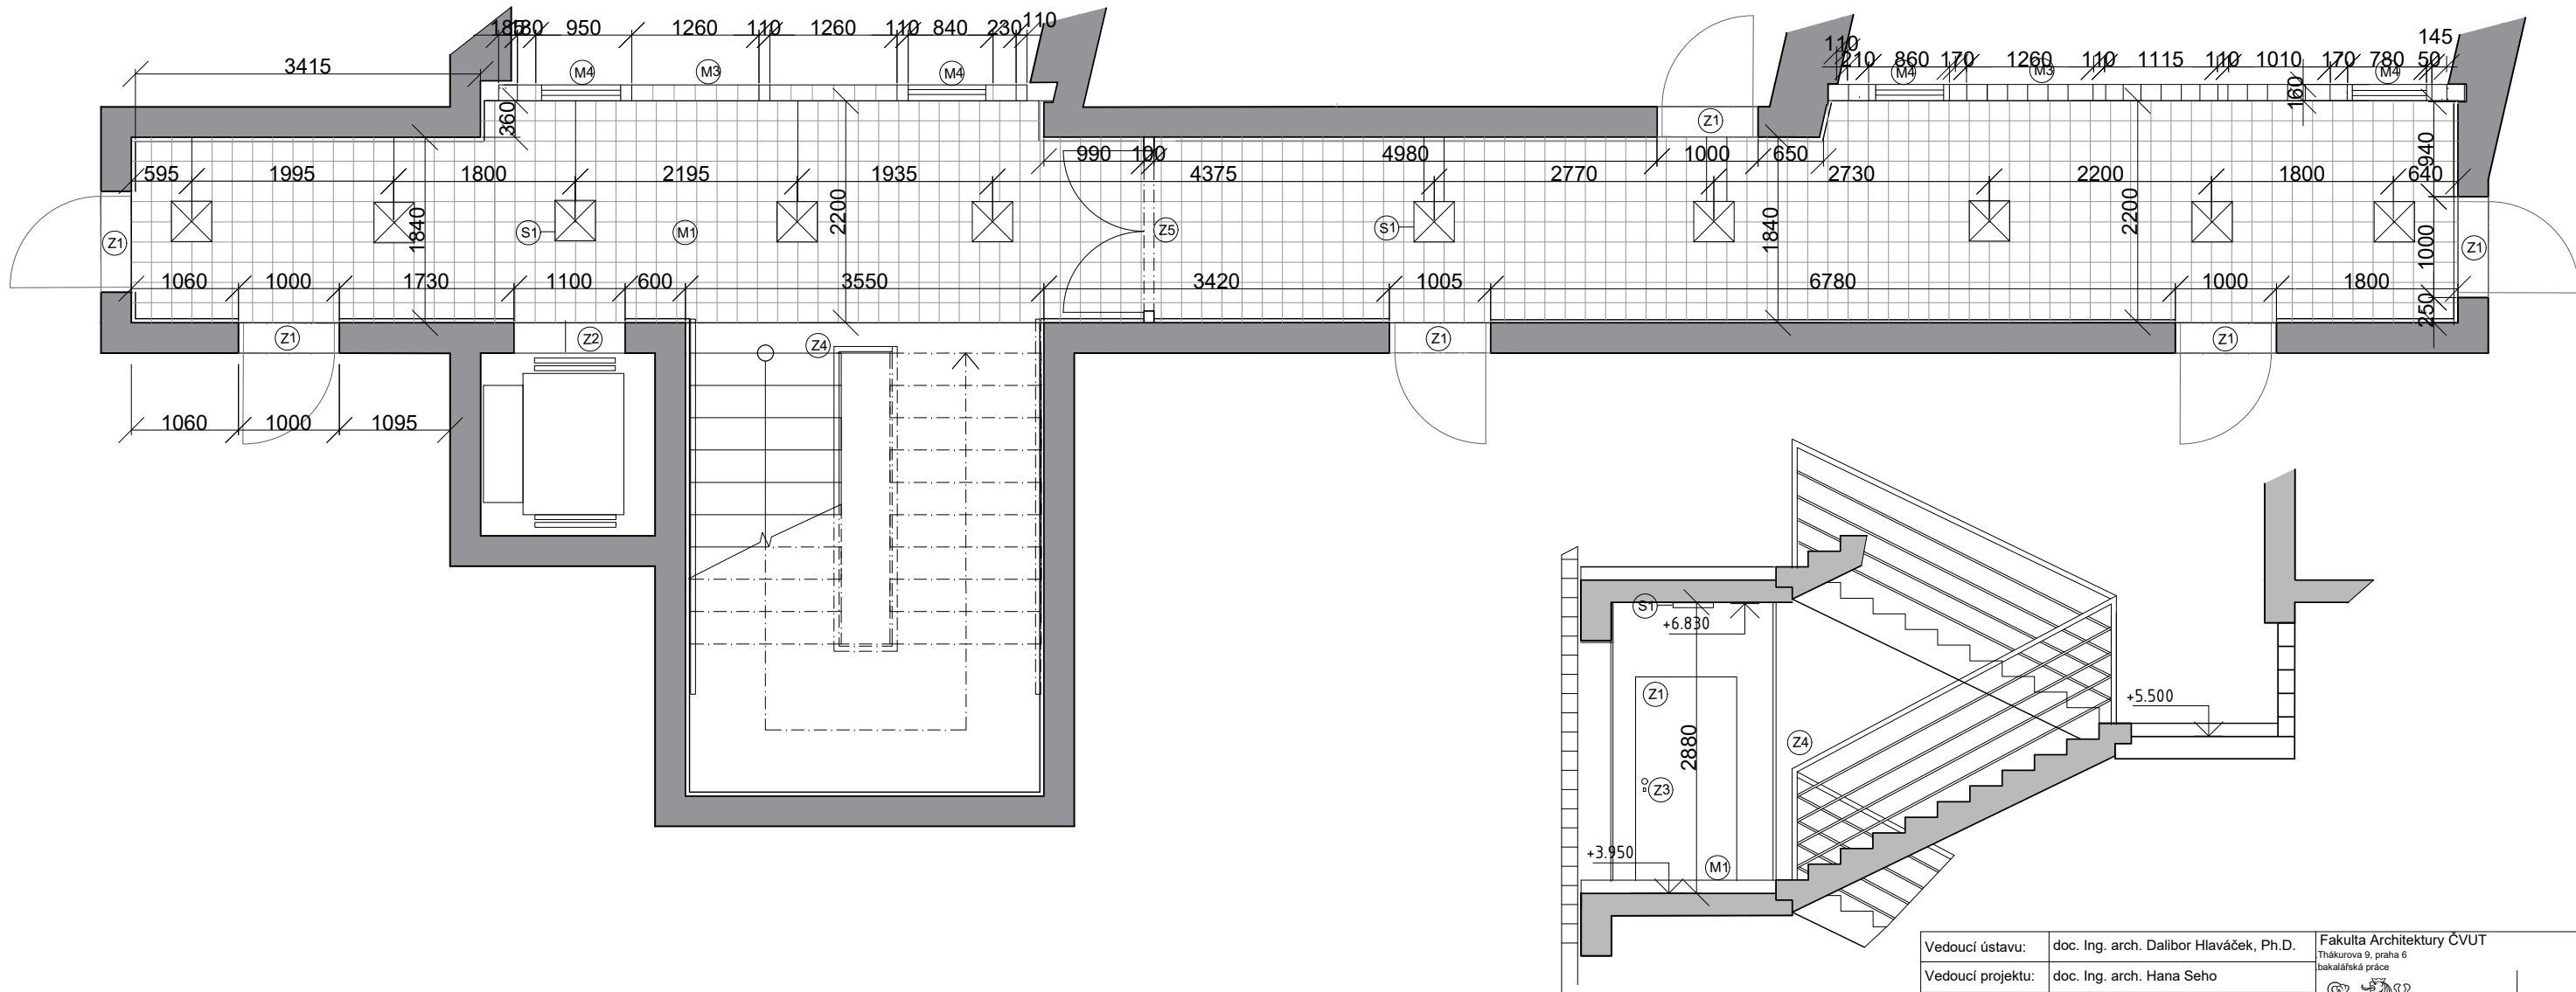 185 180 950 1260 110 1260 110 840 230 110
3415
M4 M3 M4
360
110 210 860 170 1260 110 1115 110 1010 170 780 50 145
M4 M3 M4
160
990 100 4980 1000 650
Z1
940
595 1995 1800 2195 1935 4375 2770 2730 2200 1800 640
1840 2200 1840 2200
Z1 S1 M1 Z5 S1 Z1
1000
1060 1000 1730 1100 600 3550 3420 1005 6780 1000 1800
250
Z1 Z2 Z4 Z1 Z1
1060 1000 1095
S1
+6.830
Z1
+5.500
2880
Z4
Z3
+3.950
M1
Vedoucí ústavu: doc. Ing. arch. Dalibor Hlaváček, Ph.D.
Fakulta Architektury ČVUT
Thákurova 9, praha 6
bakalářská práce
Vedoucí projektu: doc. Ing. arch. Hana Seho